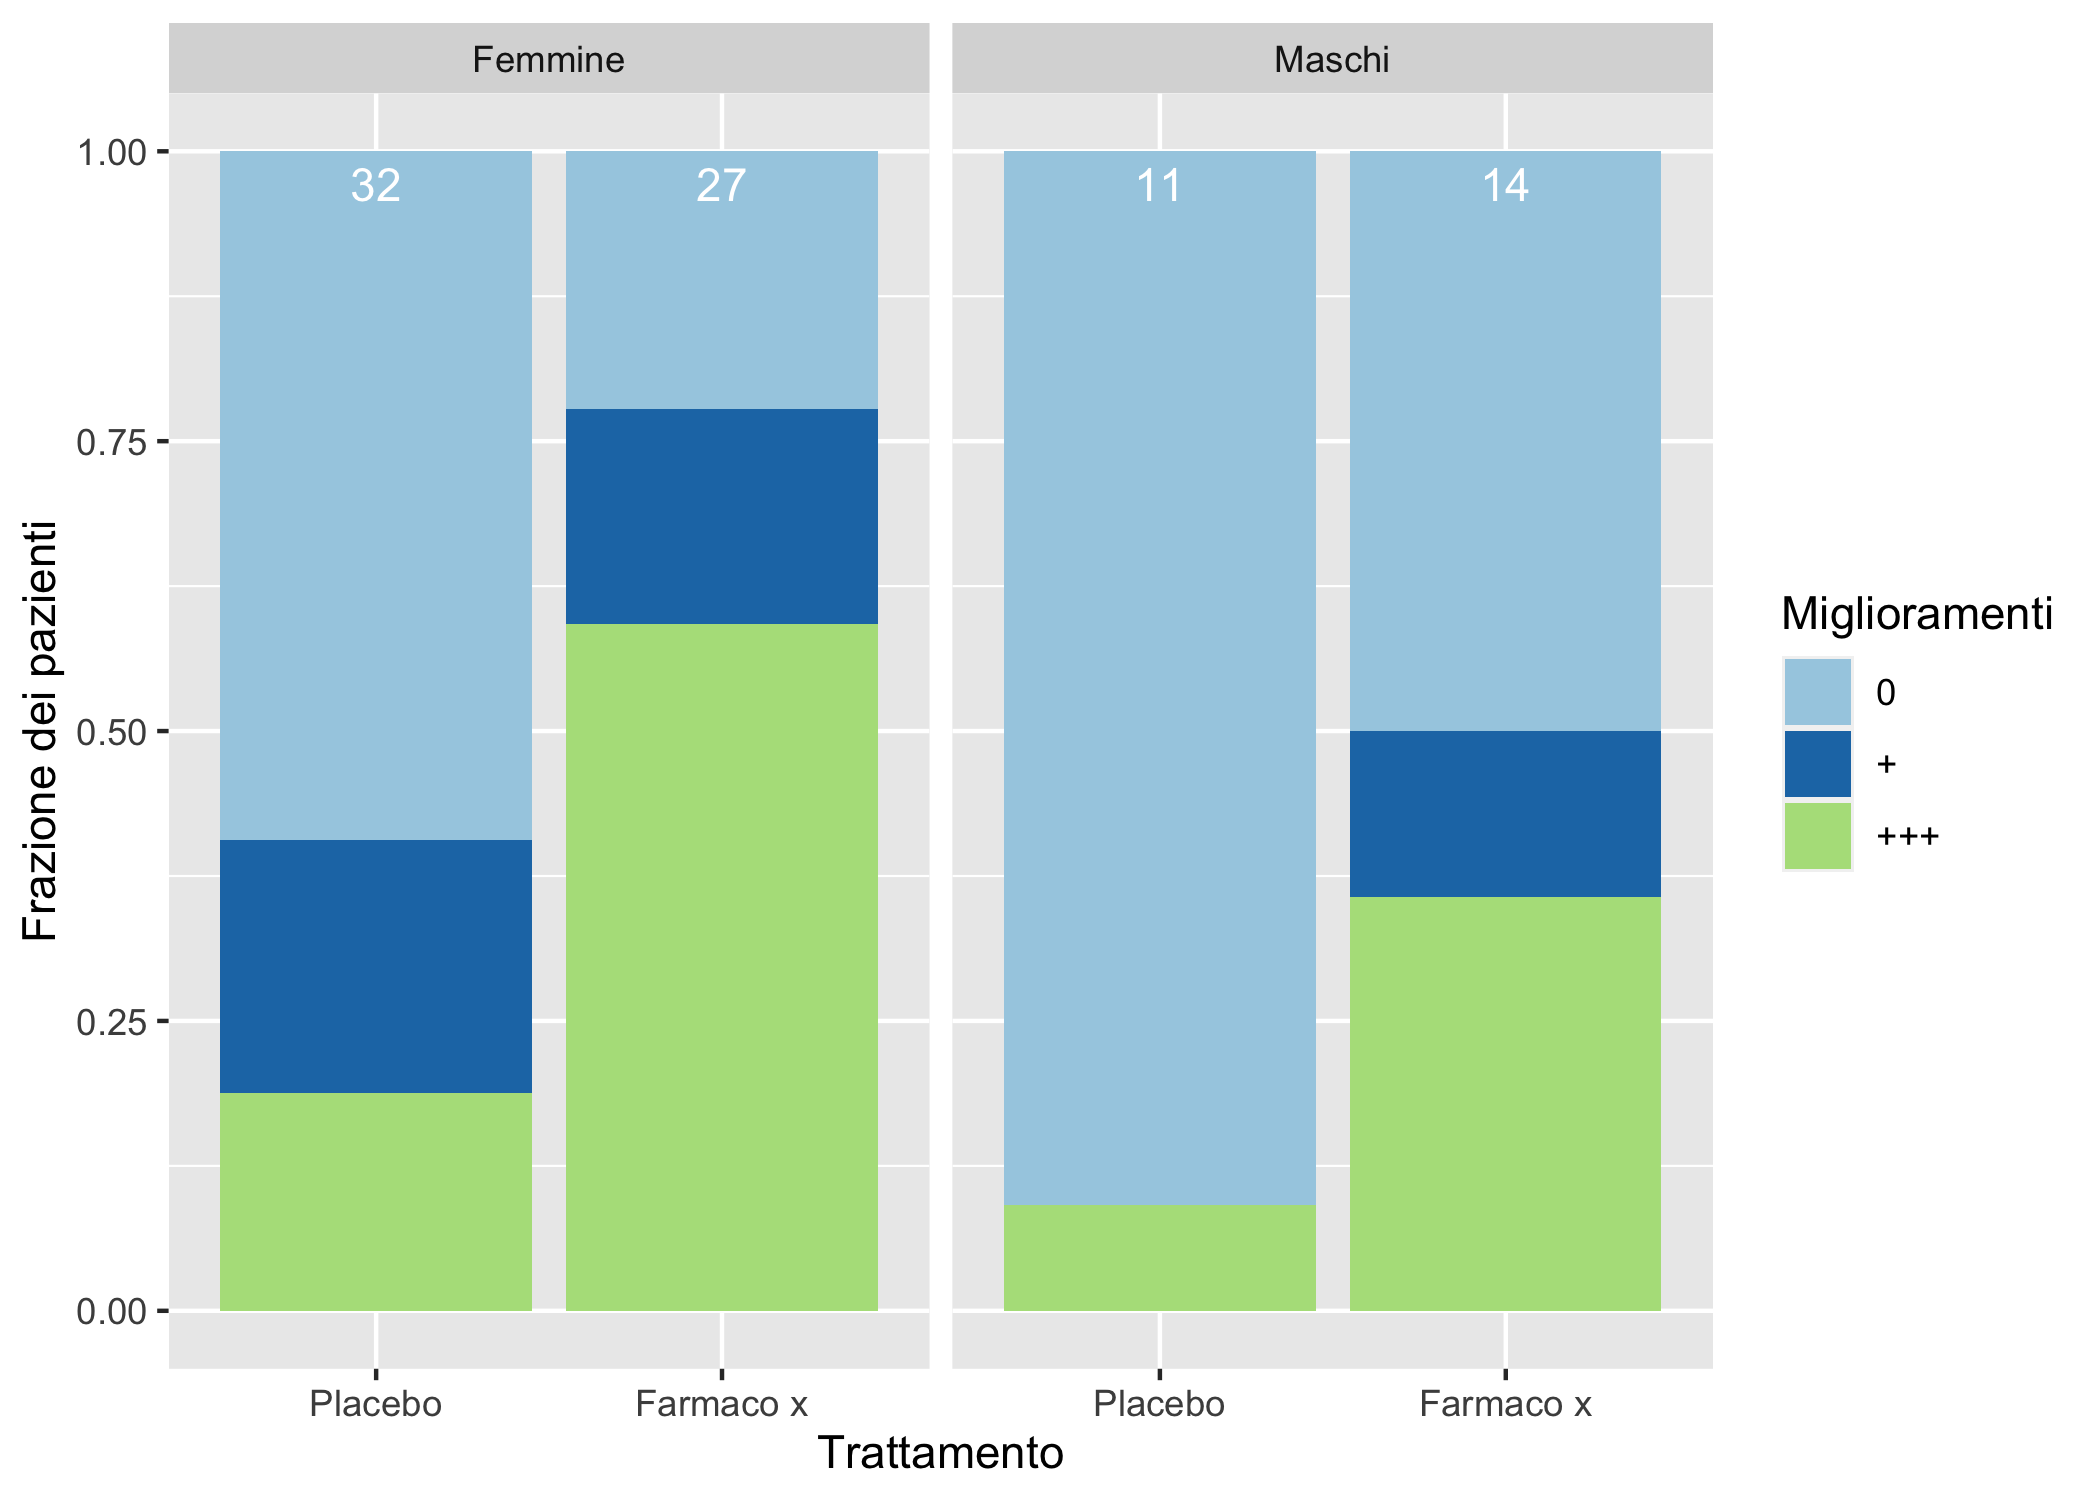 Femmine
Maschi
32
27
11
14
1.00
0.75
0.50
0.25
0.00
Frazione dei pazienti
Placebo
Farmaco x
Placebo
Farmaco x
Trattamento
Miglioramenti
0
+
+++